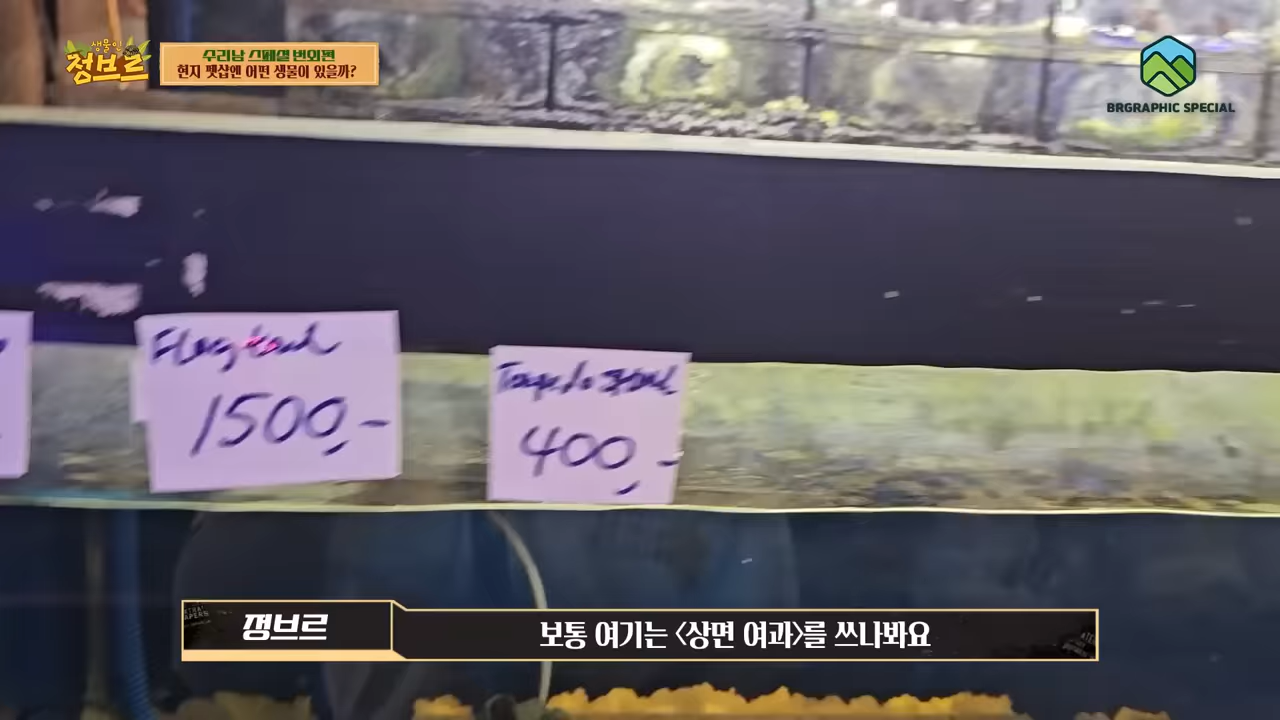 생물인
정브르
수리남 스페셜 번외편
현지 펫샵엔 어떤 생물이 있을까?
BRGRAPHIC SPECIAL
Flagtail
1500,-
400,-
정브르
보통 여기는 <상면 여과>를 쓰나봐요